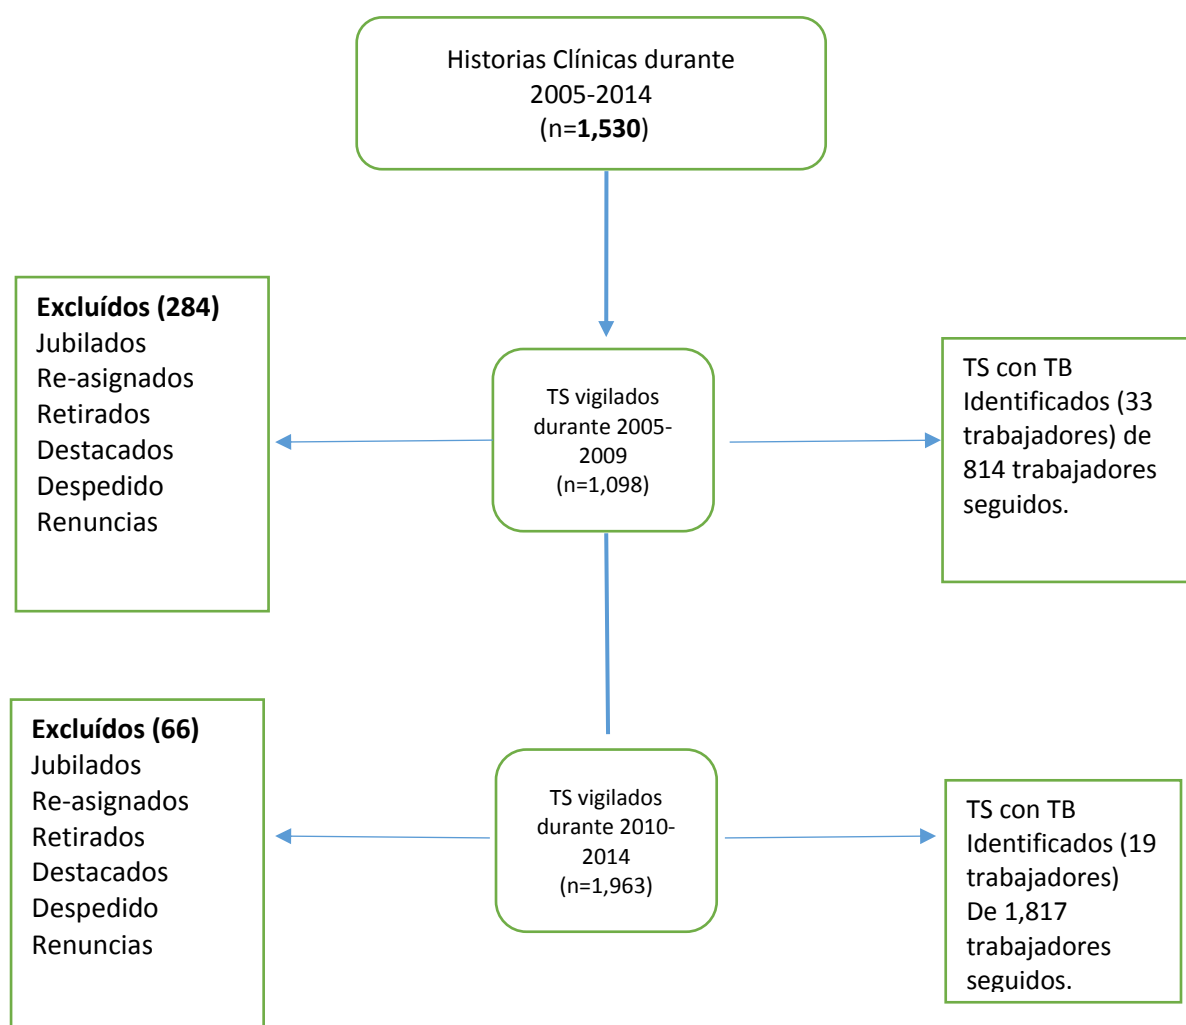 Historias Clínicas durante
2005-2014
(n=1,530)
Excluídos (284)
Jubilados
Re-asignados
Retirados
Destacados
Despedido
Renuncias
TS vigilados
durante 2005-
2009
(n=1,098)
TS con TB
Identificados (33
trabajadores) de
814 trabajadores
seguidos.
Excluídos (66)
Jubilados
Re-asignados
Retirados
Destacados
Despedido
Renuncias
TS vigilados
durante 2010-
2014
(n=1,963)
TS con TB
Identificados (19
trabajadores)
De 1,817
trabajadores
seguidos.